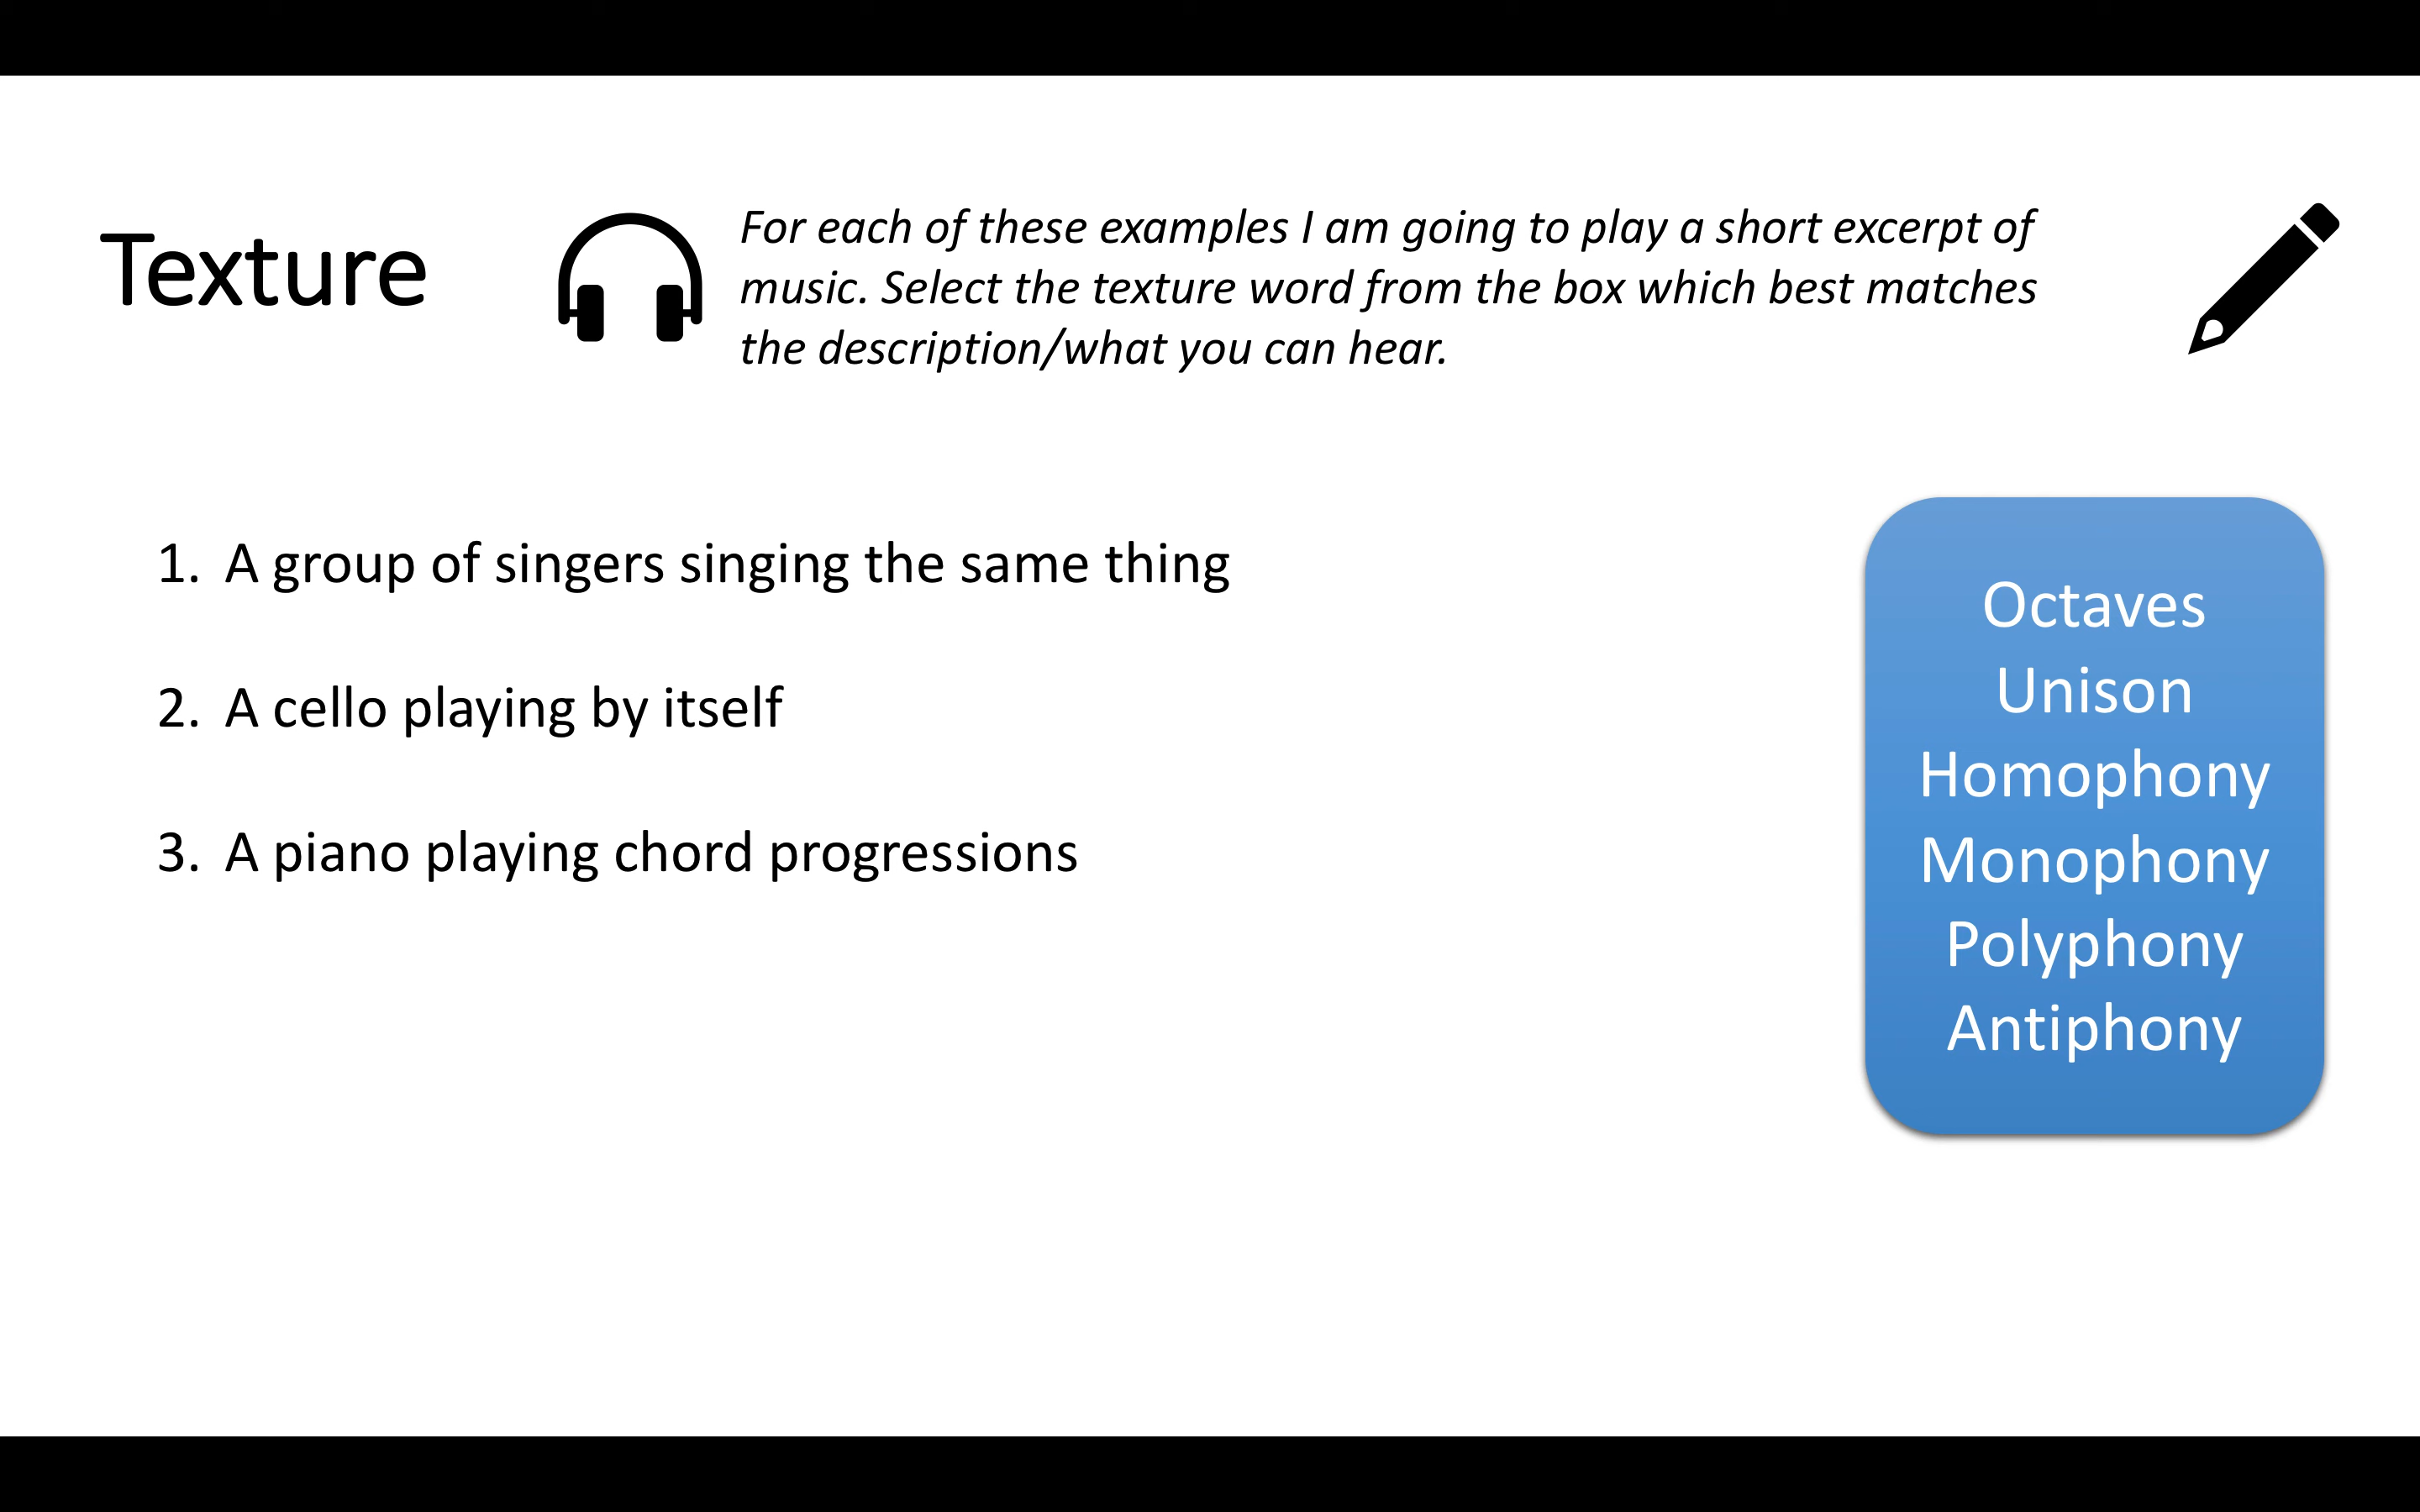 Texture
For each of these examples I am going to play a short excerpt of
music. Select the texture word from the box which best matches
the description/what you can hear.
1. A group of singers singing the same thing
2. A cello playing by itself
3. A piano playing chord progressions
Octaves
Unison
Homophony
Monophony
Polyphony
Antiphony